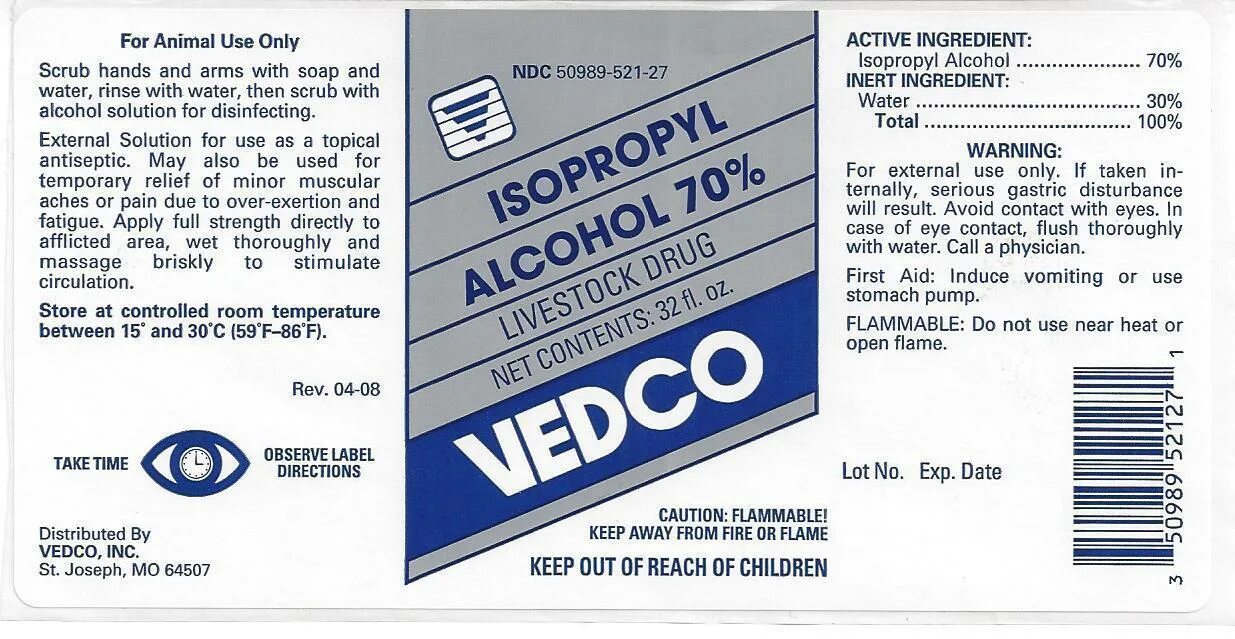 For Animal Use Only
Scrub hands and arms with soap and
water, rinse with water, then scrub with
alcohol solution for disinfecting.
External Solution for use as a topical
antiseptic. May also be used for
temporary relief of minor muscular
aches or pain due to over-exertion and
fatigue. Apply full strength directly to
afflicted area, wet thoroughly and
massage briskly to stimulate
circulation.
Store at controlled room temperature
between 15° and 30°C (59°F–86°F).
Rev. 04-08
TAKE TIME
OBSERVE LABEL
DIRECTIONS
Distributed By
VEDCO, INC.
St. Joseph, MO 64507
NDC 50989-521-27
ISOPROPYL
ALCOHOL 70%
LIVESTOCK DRUG
NET CONTENTS: 32 fl. oz.
VEDCO
CAUTION: FLAMMABLE!
KEEP AWAY FROM FIRE OR FLAME
KEEP OUT OF REACH OF CHILDREN
ACTIVE INGREDIENT:
Isopropyl Alcohol ...................... 70%
INERT INGREDIENT:
Water ........................................ 30%
Total ..................................... 100%
WARNING:
For external use only. If taken in-
ternally, serious gastric disturbance
will result. Avoid contact with eyes. In
case of eye contact, flush thoroughly
with water. Call a physician.
First Aid: Induce vomiting or use
stomach pump.
FLAMMABLE: Do not use near heat or
open flame.
Lot No. Exp. Date
3 50989 52127 1